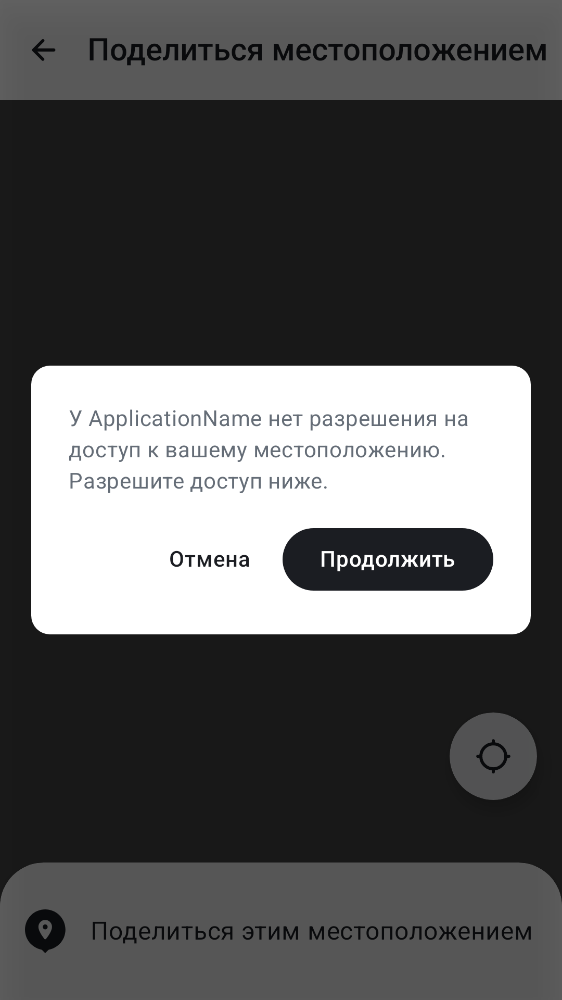 Поделиться местоположением
У ApplicationName нет разрешения на
доступ к вашему местоположению.
Разрешите доступ ниже.
Отмена
Продолжить
Поделиться этим местоположением